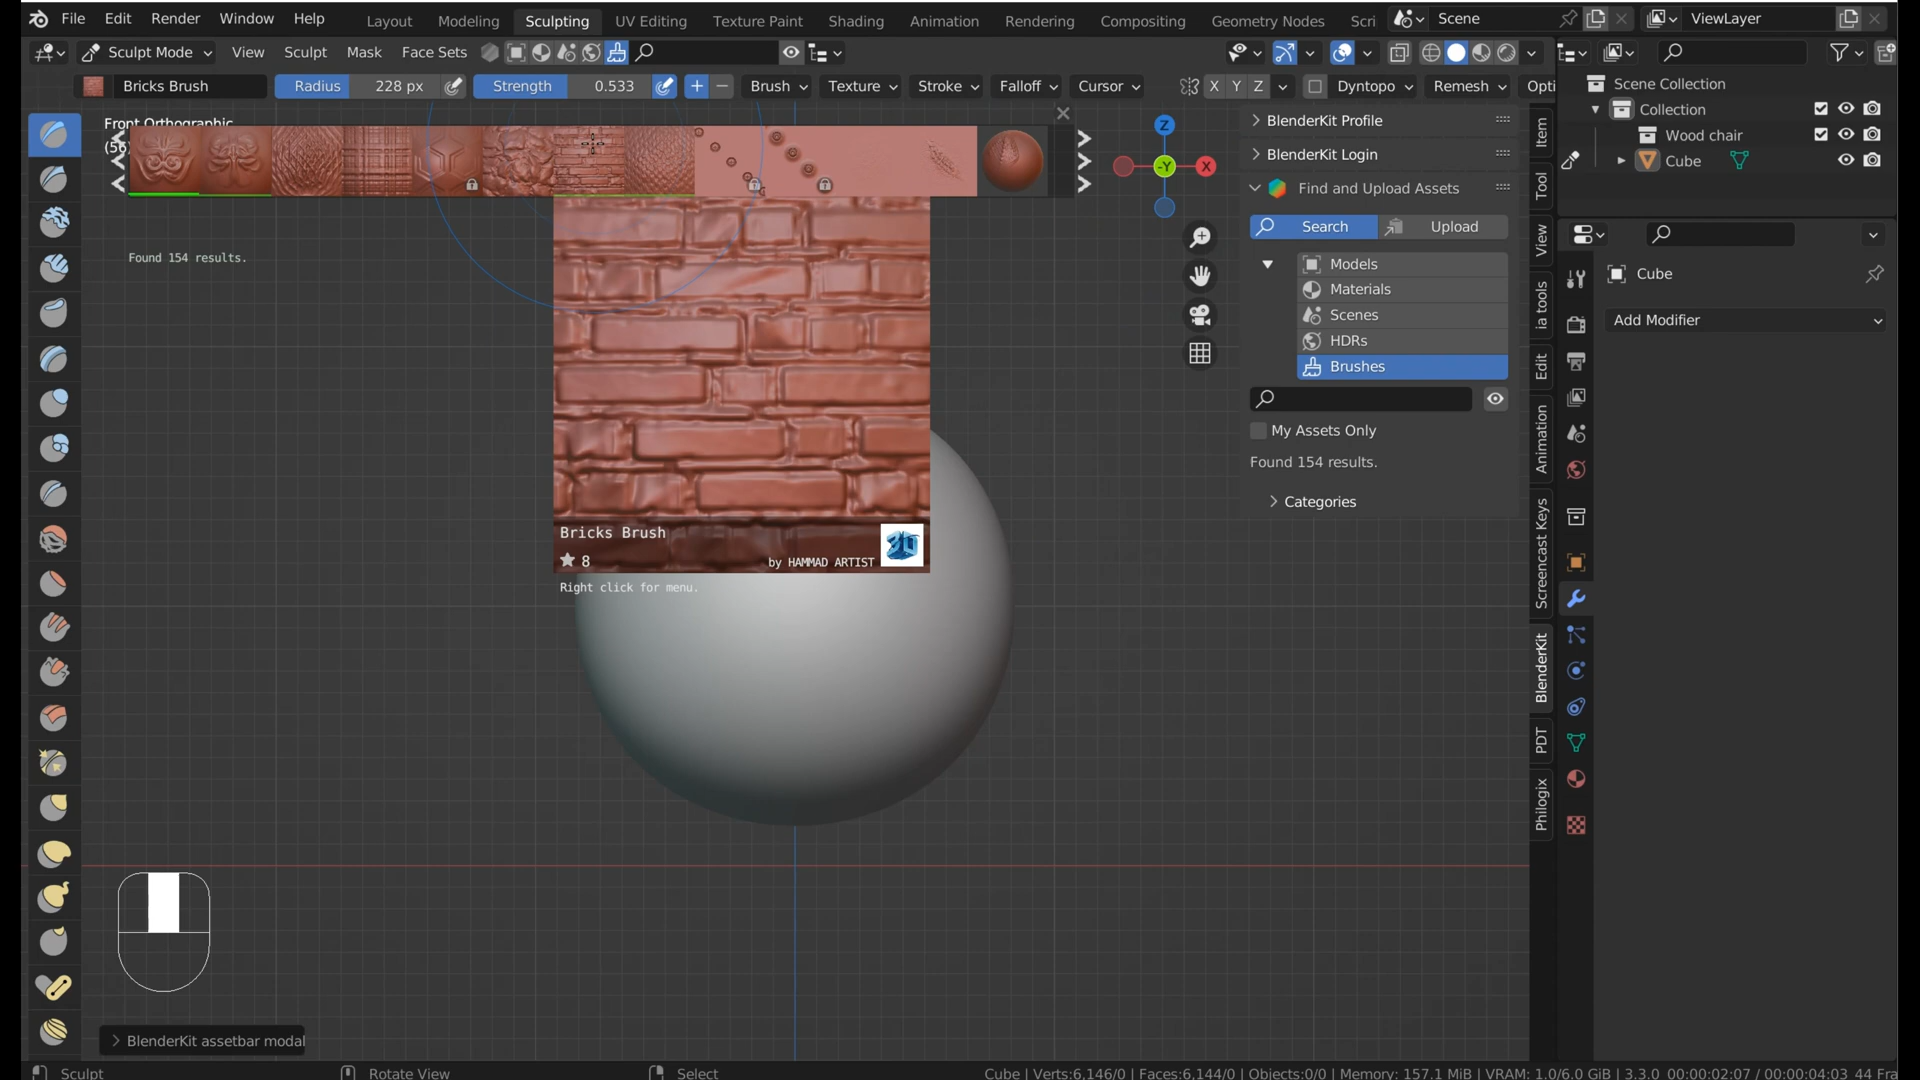 File Edit Render Window Help Layout Modeling Sculpting UV Editing Texture Paint Shading Animation Rendering Compositing Geometry Nodes Scri Scene ViewLayer
Sculpt Mode View Sculpt Mask Face Sets
Bricks Brush Radius 228 px Strength 0.533 Brush Texture Stroke Falloff Cursor X Y Z Dyntopo Remesh Opti
Front Orthographic
(56)
Found 154 results.
Bricks Brush
8
by HAMMAD ARTIST
3D
Right click for menu.
Z
-Y
X
BlenderKit Profile
BlenderKit Login
Find and Upload Assets
Search Upload
Models
Materials
Scenes
HDRs
Brushes
My Assets Only
Found 154 results.
Categories
Item
Tool
View
ia tools
Edit
Animation
Screencast Keys
BlenderKit
PDT
Philogix
Scene Collection
Collection
Wood chair
Cube
Cube
Add Modifier
BlenderKit assetbar modal
Sculpt Rotate View Select Cube | Verts:6,146/0 | Faces:6,144/0 | Objects:0/0 | Memory: 157.1 MiB | VRAM: 1.0/6.0 GiB | 3.3.0 00:00:02:07 / 00:00:04:03 44 Fra